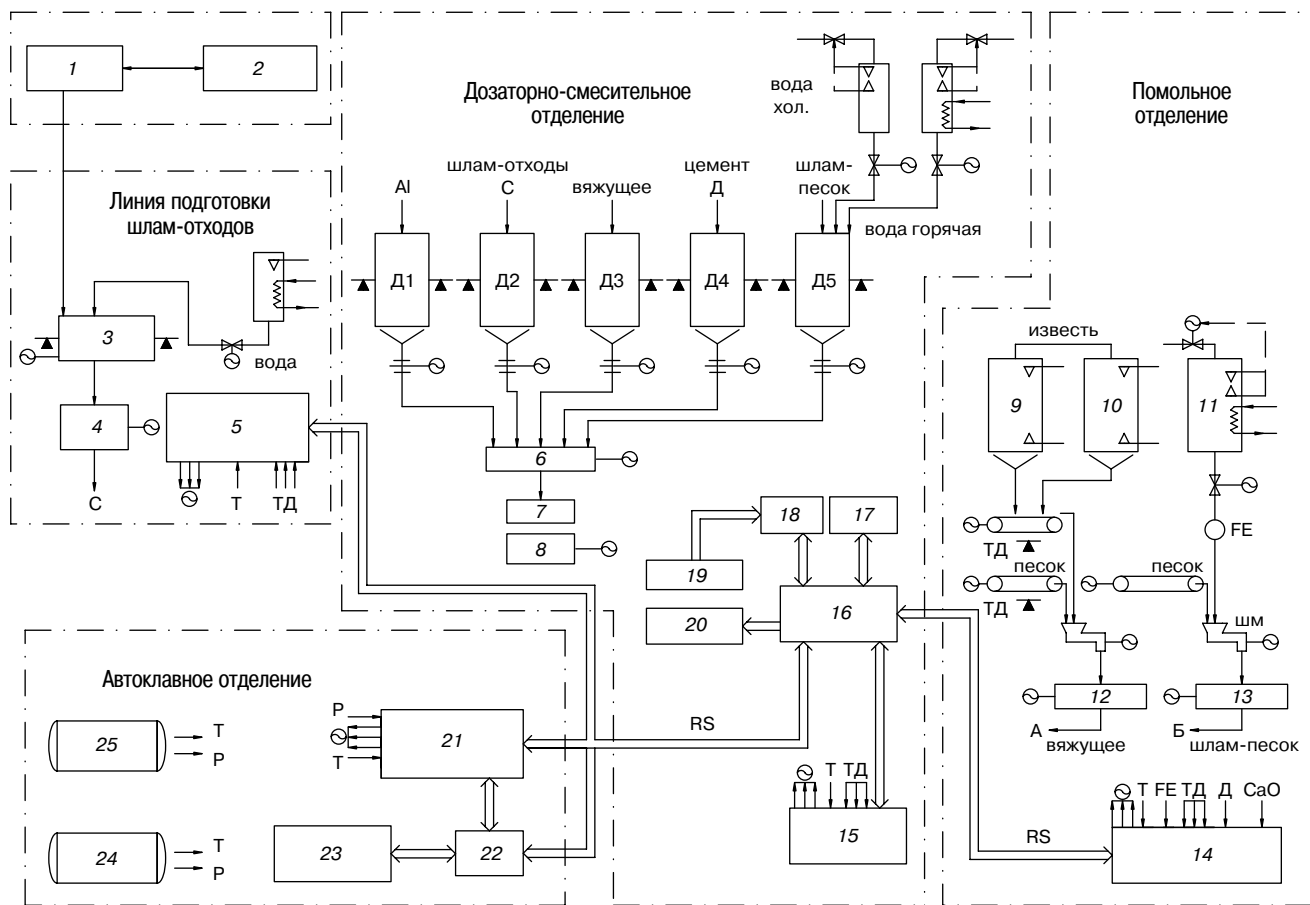 1
2
Линия подготовки
шлам-отходов
3
вода
4
5
С
Т
ТД
Дозаторно-смесительное
отделение
вода
хол.
Al
шлам-отходы
С
вяжущее
цемент
Д
шлам-
песок
вода горячая
Д1
Д2
Д3
Д4
Д5
6
7
8
18
17
19
20
16
RS
Т
ТД
15
Помольное
отделение
известь
9
10
11
FE
ТД
песок
ТД
песок
шм
12
13
А
вяжущее
Б
шлам-песок
Т
FE
ТД
Д
CaO
RS
14
Автоклавное отделение
25
Т
Р
24
Т
Р
Р
Т
21
23
22